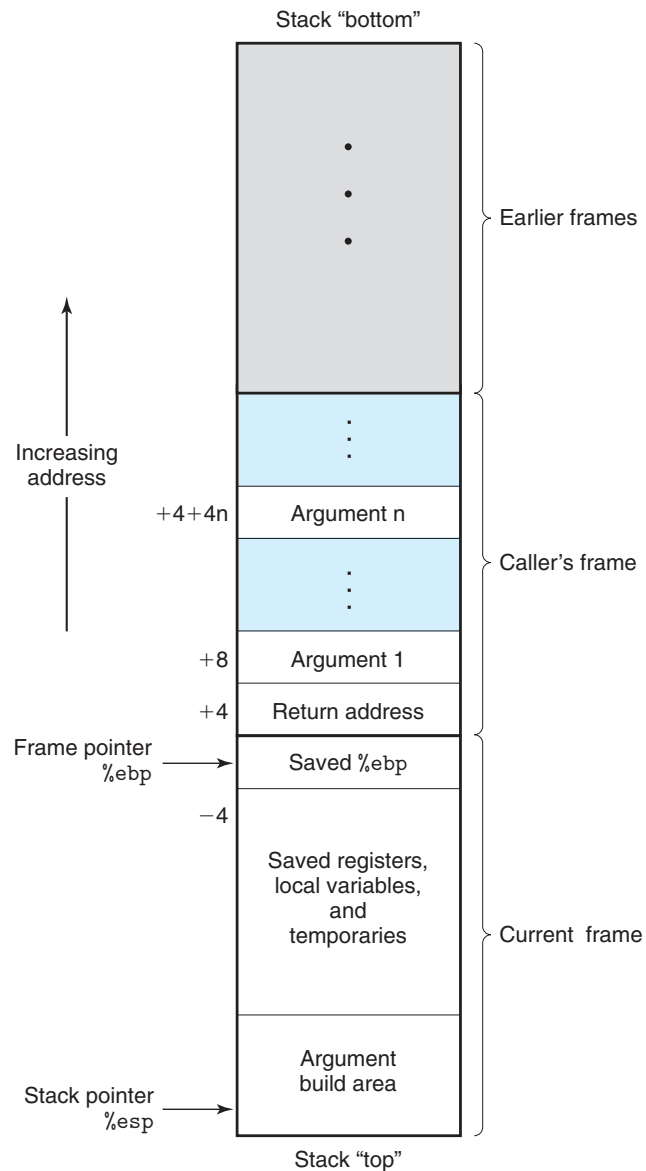 Stack “bottom”
Earlier frames
Increasing
address
+4+4n
Argument n
Caller’s frame
+8
Argument 1
+4
Return address
Frame pointer
%ebp
Saved %ebp
−4
Saved registers,
local variables,
and
temporaries
Current frame
Argument
build area
Stack pointer
%esp
Stack “top”